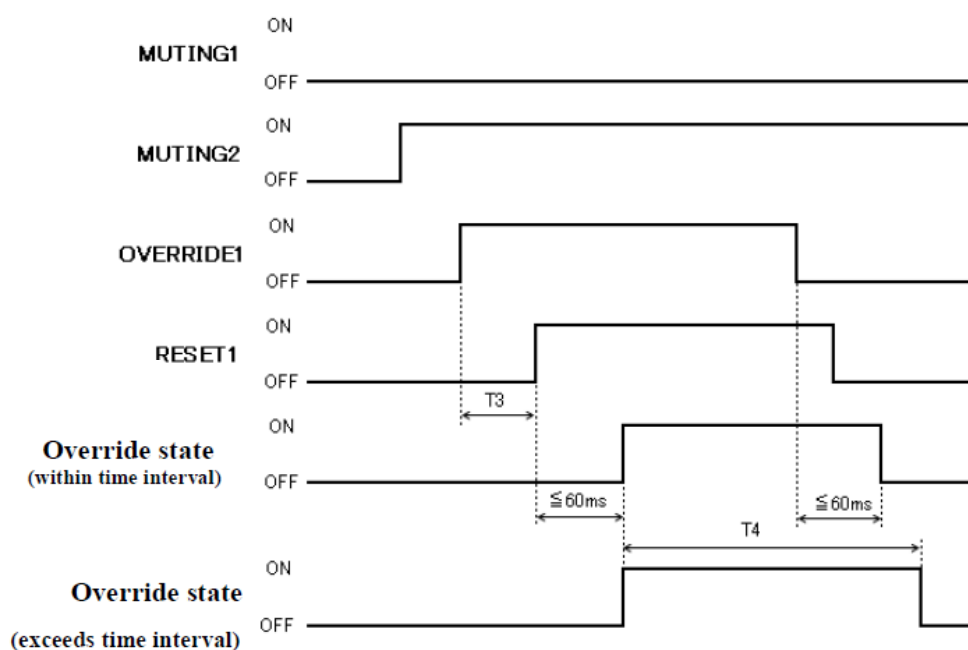 ON
MUTING1
OFF
ON
MUTING2
OFF
ON
OVERRIDE1
OFF
ON
RESET1
OFF
T3
ON
Override state
(within time interval)
OFF
≦60ms
≦60ms
T4
ON
Override state
OFF
(exceeds time interval)